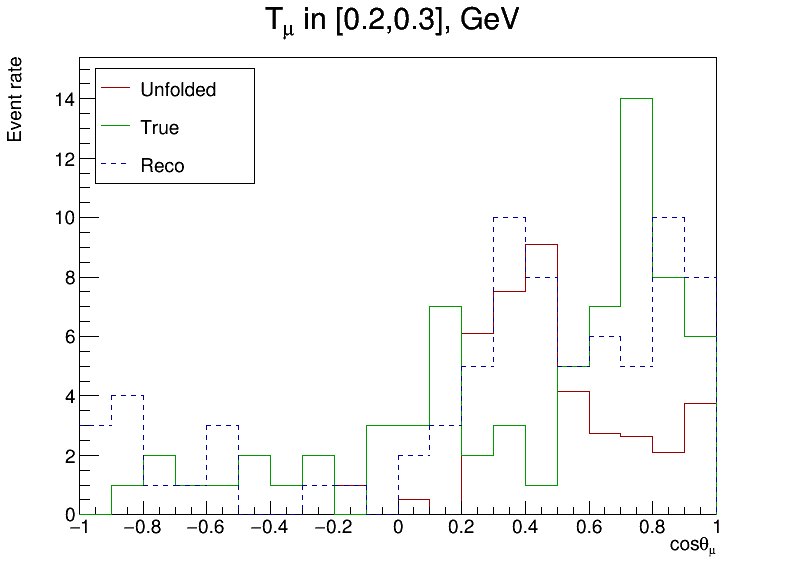 T_μ in [0.2,0.3], GeV
Event rate
Unfolded
True
Reco
14
12
10
8
6
4
2
0
−1 −0.8 −0.6 −0.4 −0.2 0 0.2 0.4 0.6 0.8 1
cosθ_μ